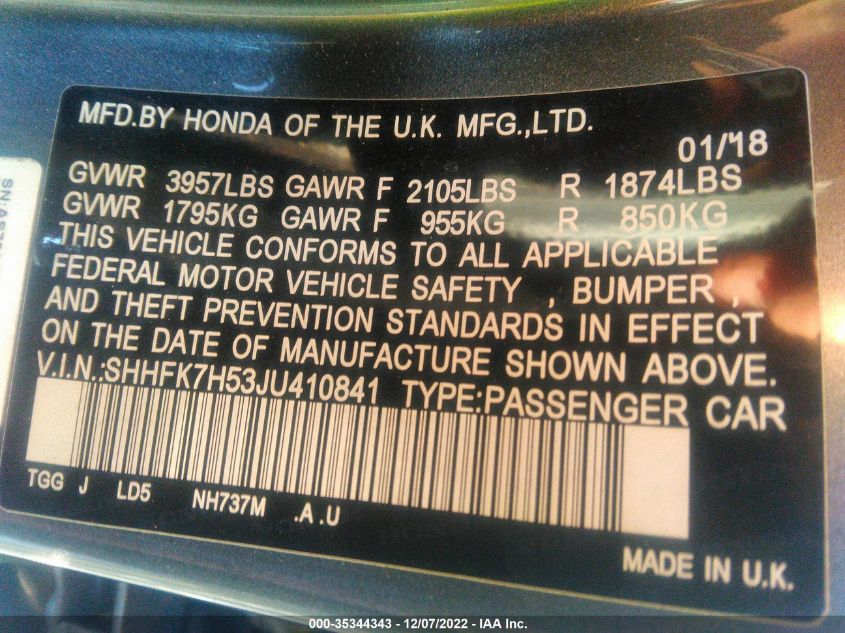 MFD.BY HONDA OF THE U.K. MFG.,LTD.
01/'18
GVWR 3957LBS GAWR F 2105LBS R 1874LBS
GVWR 1795KG GAWR F 955KG R 850KG
THIS VEHICLE CONFORMS TO ALL APPLICABLE
FEDERAL MOTOR VEHICLE SAFETY , BUMPER ,
AND THEFT PREVENTION STANDARDS IN EFFECT
ON THE DATE OF MANUFACTURE SHOWN ABOVE.
V.I.N.:SHHFK7H53JU410841 TYPE:PASSENGER CAR
TGG J LD5 NH737M .A .U
MADE IN U.K.
000-35344343 - 12/07/2022 - IAA Inc.